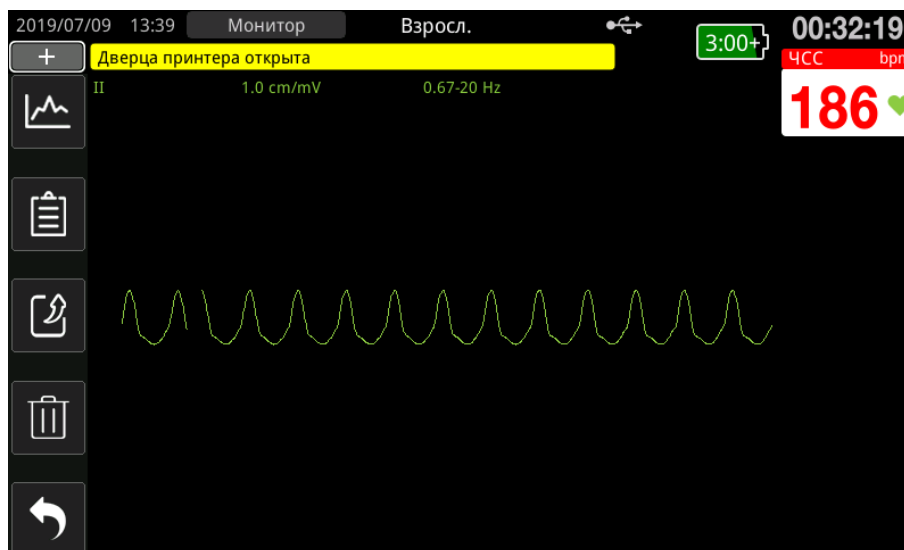 2019/07/09 13:39 Монитор Взросл. 3:00+ 00:32:19
+ Дверца принтера открыта ЧСС bpm
II 1.0 cm/mV 0.67-20 Hz
186